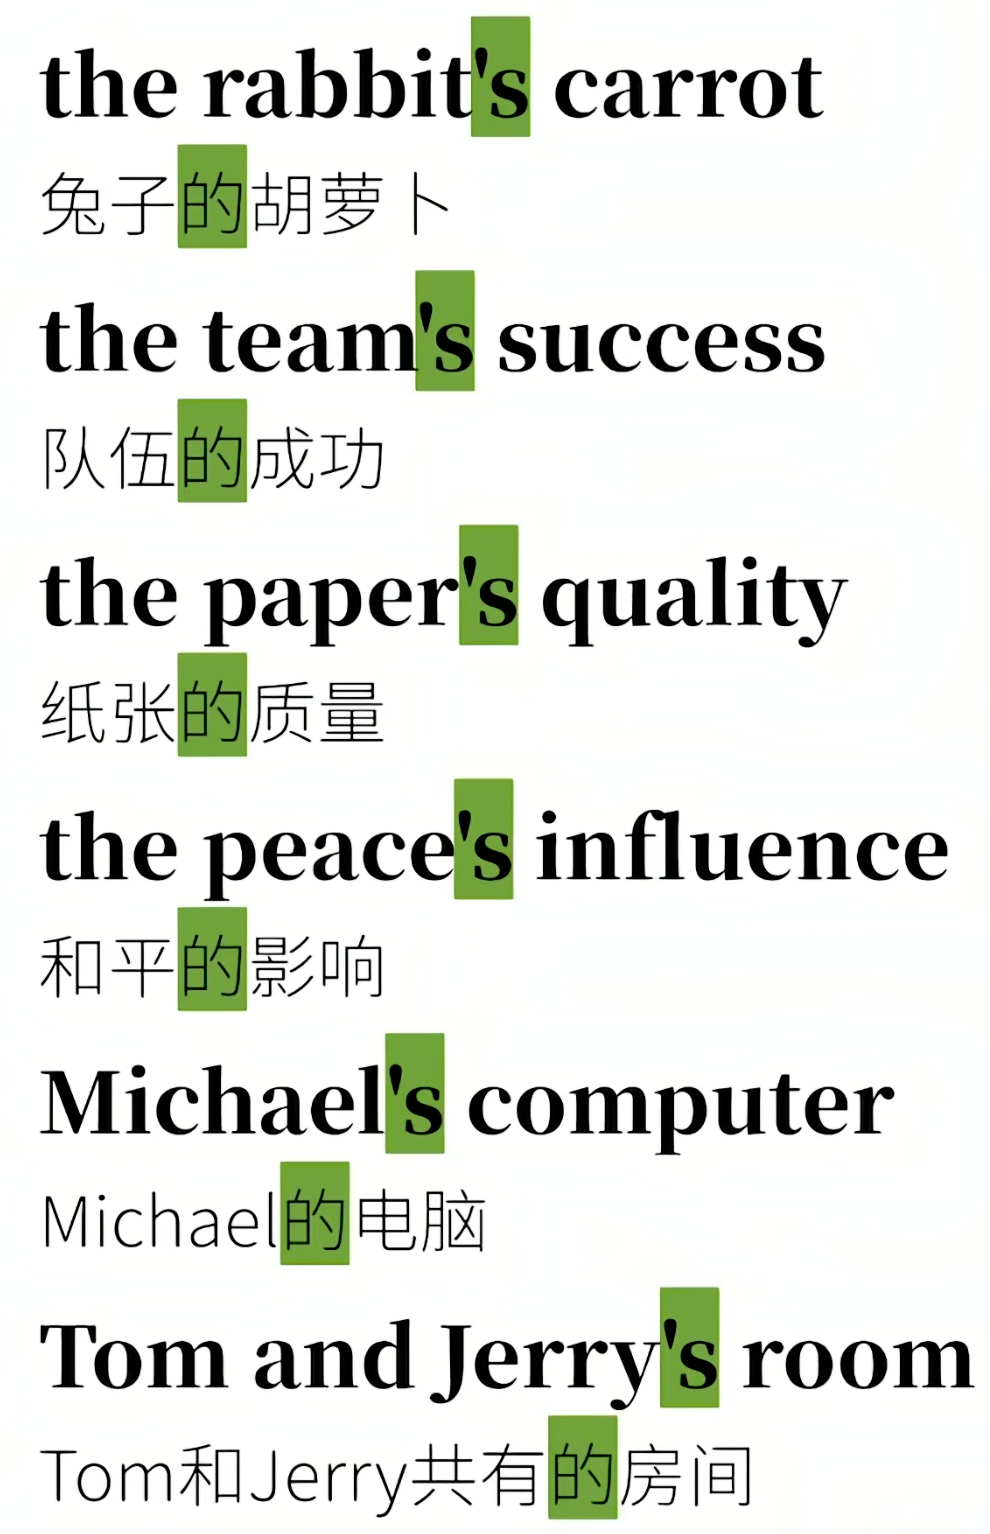 the rabbit's carrot
兔子的胡萝卜
the team's success
队伍的成功
the paper's quality
纸张的质量
the peace's influence
和平的影响
Michael's computer
Michael的电脑
Tom and Jerry's room
Tom和Jerry共有的房间